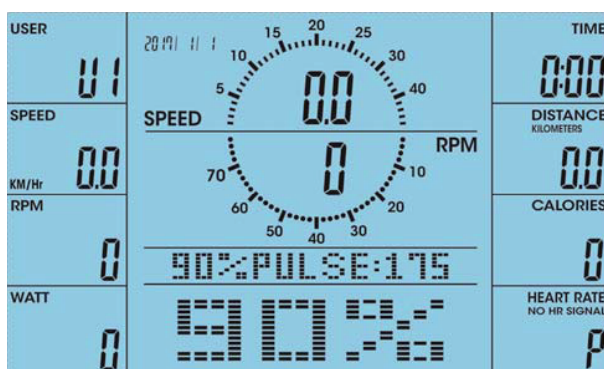 USER
U1
SPEED
KM/Hr 0.0
RPM
0
WATT
0
2017/ 1/ 1
5 10 15 20 25 30 40
SPEED 0.0
0 RPM
70 60 50 40 30 20 10
90%PULSE:175
90%
TIME
0:00
DISTANCE
KILOMETERS
0.0
CALORIES
0
HEART RATE
NO HR SIGNAL
P